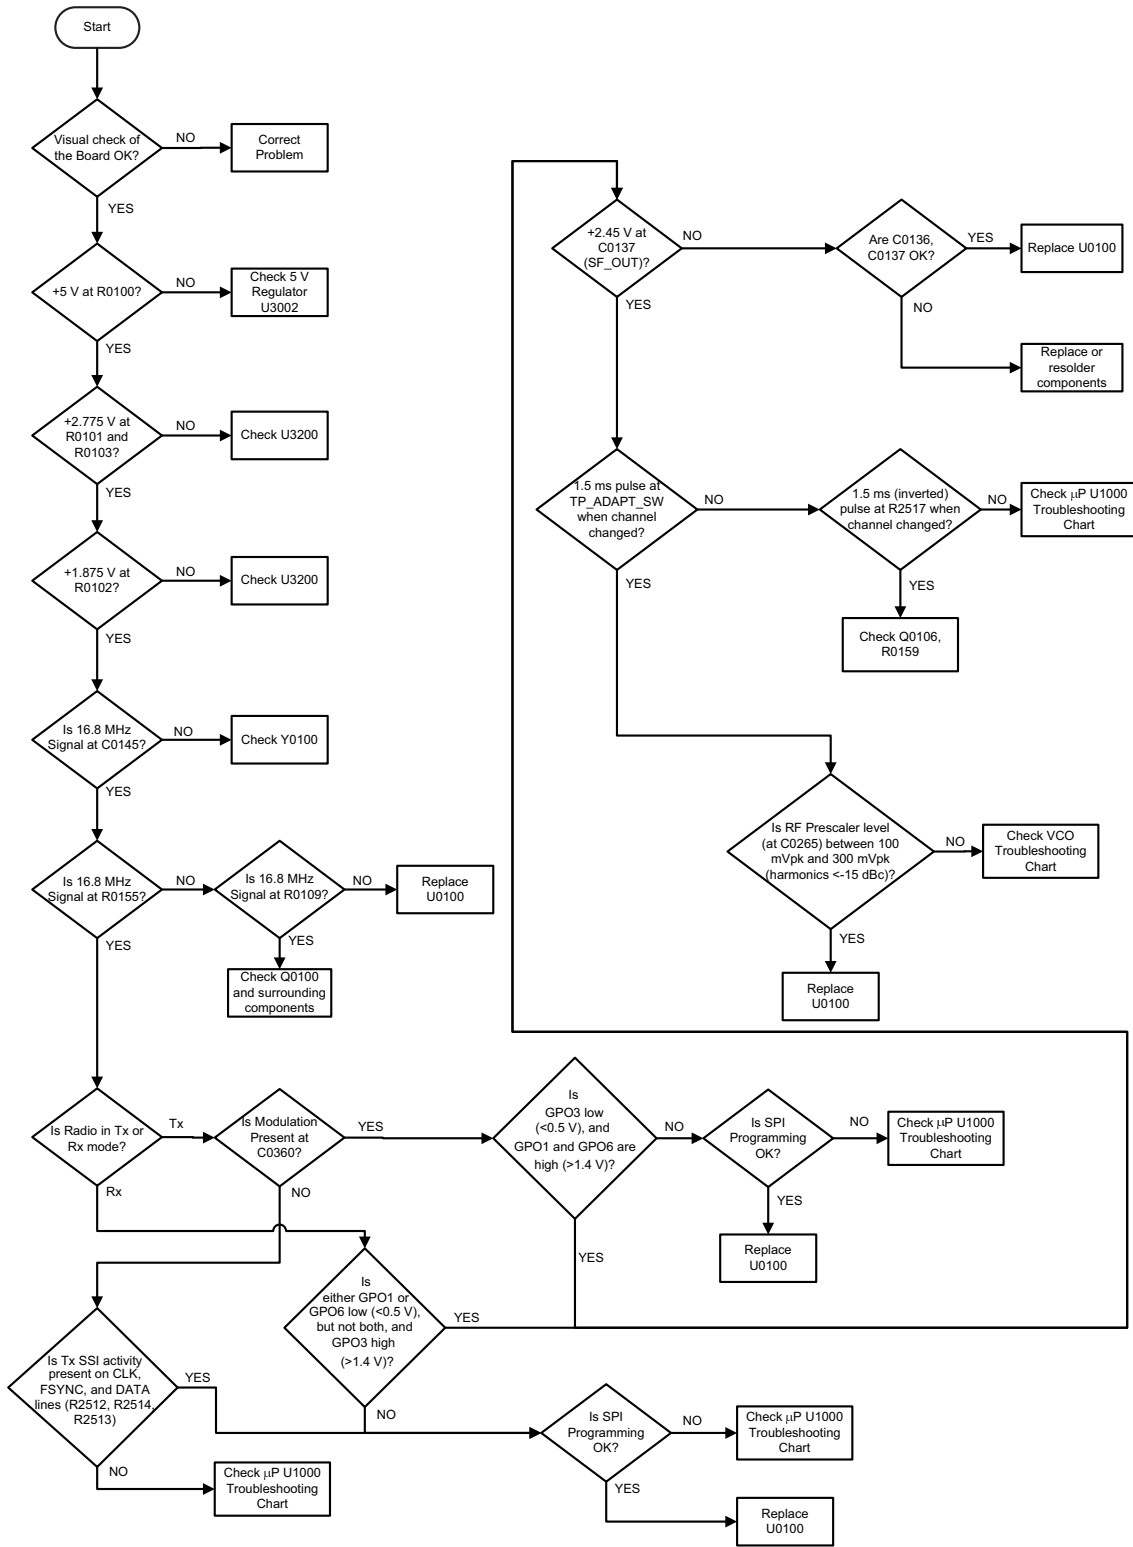 Start
Visual check of
the Board OK?
NO
Correct
Problem
YES
+5 V at R0100?
NO
Check 5 V
Regulator
U3002
YES
+2.775 V at
R0101 and
R0103?
NO
Check U3200
YES
+1.875 V at
R0102?
NO
Check U3200
YES
Is 16.8 MHz
Signal at C0145?
NO
Check Y0100
YES
Is 16.8 MHz
Signal at R0155?
NO
Is 16.8 MHz
Signal at R0109?
NO
Replace
U0100
YES
Check Q0100
and surrounding
components
YES
Is Radio in Tx or
Rx mode?
Tx
Is Modulation
Present at
C0360?
YES
Is
GPO3 low
(<0.5 V), and
GPO1 and GPO6 are
high (>1.4 V)?
NO
Is SPI
Programming
OK?
NO
Check μP U1000
Troubleshooting
Chart
YES
Replace
U0100
YES
Rx
NO
Is
either GPO1 or
GPO6 low (<0.5 V),
but not both, and
GPO3 high
(>1.4 V)?
YES
NO
Is Tx SSI activity
present on CLK,
FSYNC, and DATA
lines (R2512, R2514,
R2513)
YES
NO
Check μP U1000
Troubleshooting
Chart
Is SPI
Programming
OK?
NO
Check μP U1000
Troubleshooting
Chart
YES
Replace
U0100
+2.45 V at
C0137
(SF_OUT)?
NO
Are C0136,
C0137 OK?
YES
Replace U0100
NO
Replace or
resolder
components
YES
1.5 ms pulse at
TP_ADAPT_SW
when channel
changed?
NO
1.5 ms (inverted)
pulse at R2517 when
channel changed?
NO
Check μP U1000
Troubleshooting
Chart
YES
Check Q0106,
R0159
YES
Is RF Prescaler level
(at C0265) between 100
mVpk and 300 mVpk
(harmonics <-15 dBc)?
NO
Check VCO
Troubleshooting
Chart
YES
Replace
U0100